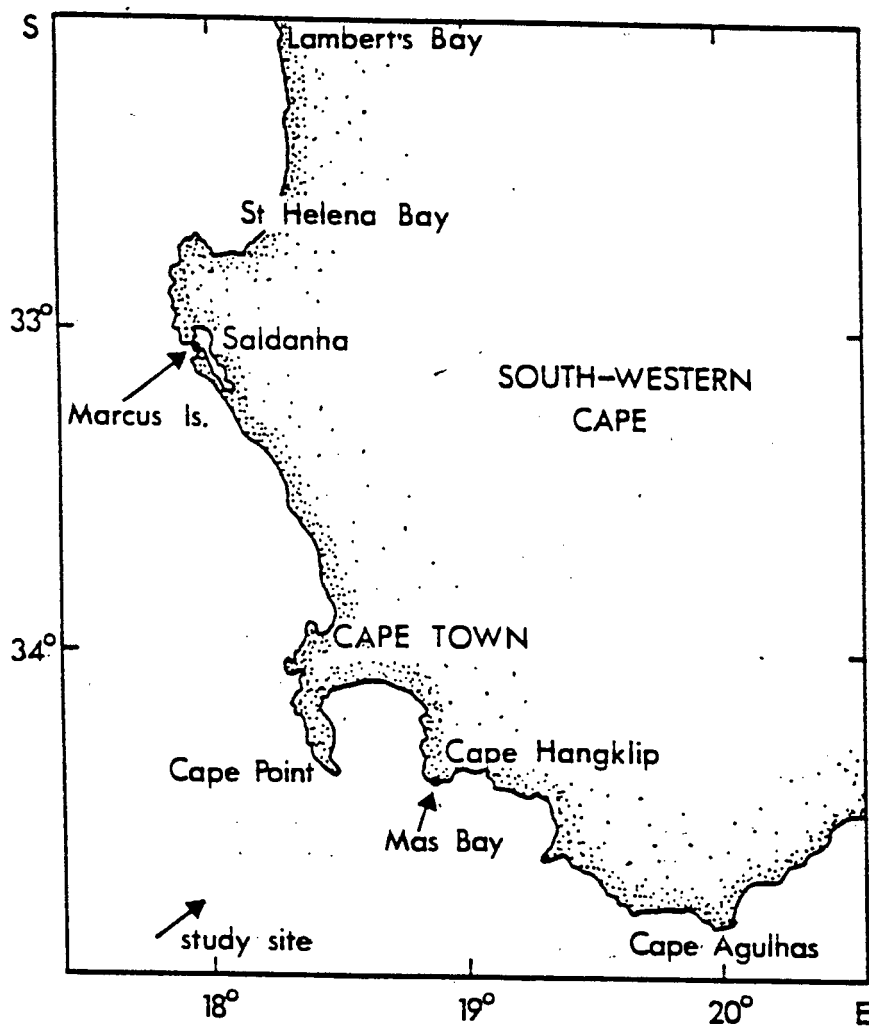 S
Lambert's Bay
St Helena Bay
33°
Saldanha
SOUTH-WESTERN
CAPE
Marcus Is.
CAPE TOWN
34°
Cape Hangklip
Cape Point
Mas Bay
study site
Cape Agulhas
18°
19°
20°
E